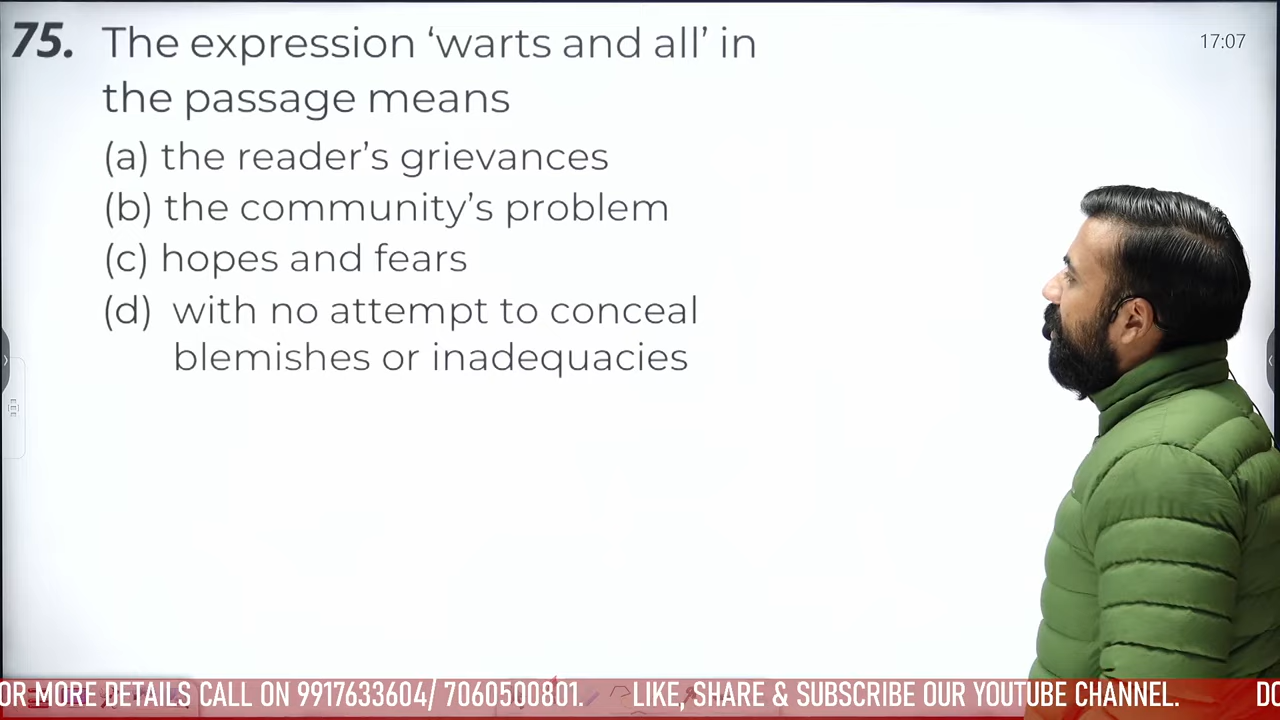 75. The expression ‘warts and all’ in
the passage means
(a) the reader’s grievances
(b) the community’s problem
(c) hopes and fears
(d) with no attempt to conceal
blemishes or inadequacies
17:07
OR MORE DETAILS CALL ON 9917633604/ 7060500801. LIKE, SHARE & SUBSCRIBE OUR YOUTUBE CHANNEL. DO